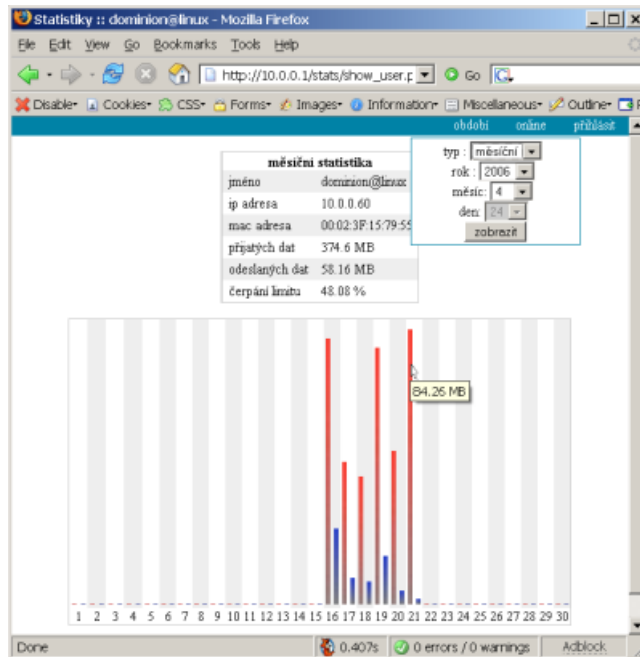 Statistiky :: dominion@linux - Mozilla Firefox
File Edit View Go Bookmarks Tools Help
http://10.0.0.1/stats/show_user.p Go
Disable Cookies CSS Forms Images Information Miscellaneous Outline
období online přihlásit
měsíční statistika
jméno dominion@linux
ip adresa 10.0.0.60
mac adresa 00:02:3F:15:79:55
přijatých dat 374.6 MB
odeslaných dat 58.16 MB
čerpání limitu 48.08 %
typ : měsíční
rok : 2006
měsíc: 4
den: 24
zobrazit
84.26 MB
1 2 3 4 5 6 7 8 9 10 11 12 13 14 15 16 17 18 19 20 21 22 23 24 25 26 27 28 29 30
Done 0.407s 0 errors / 0 warnings Adblock